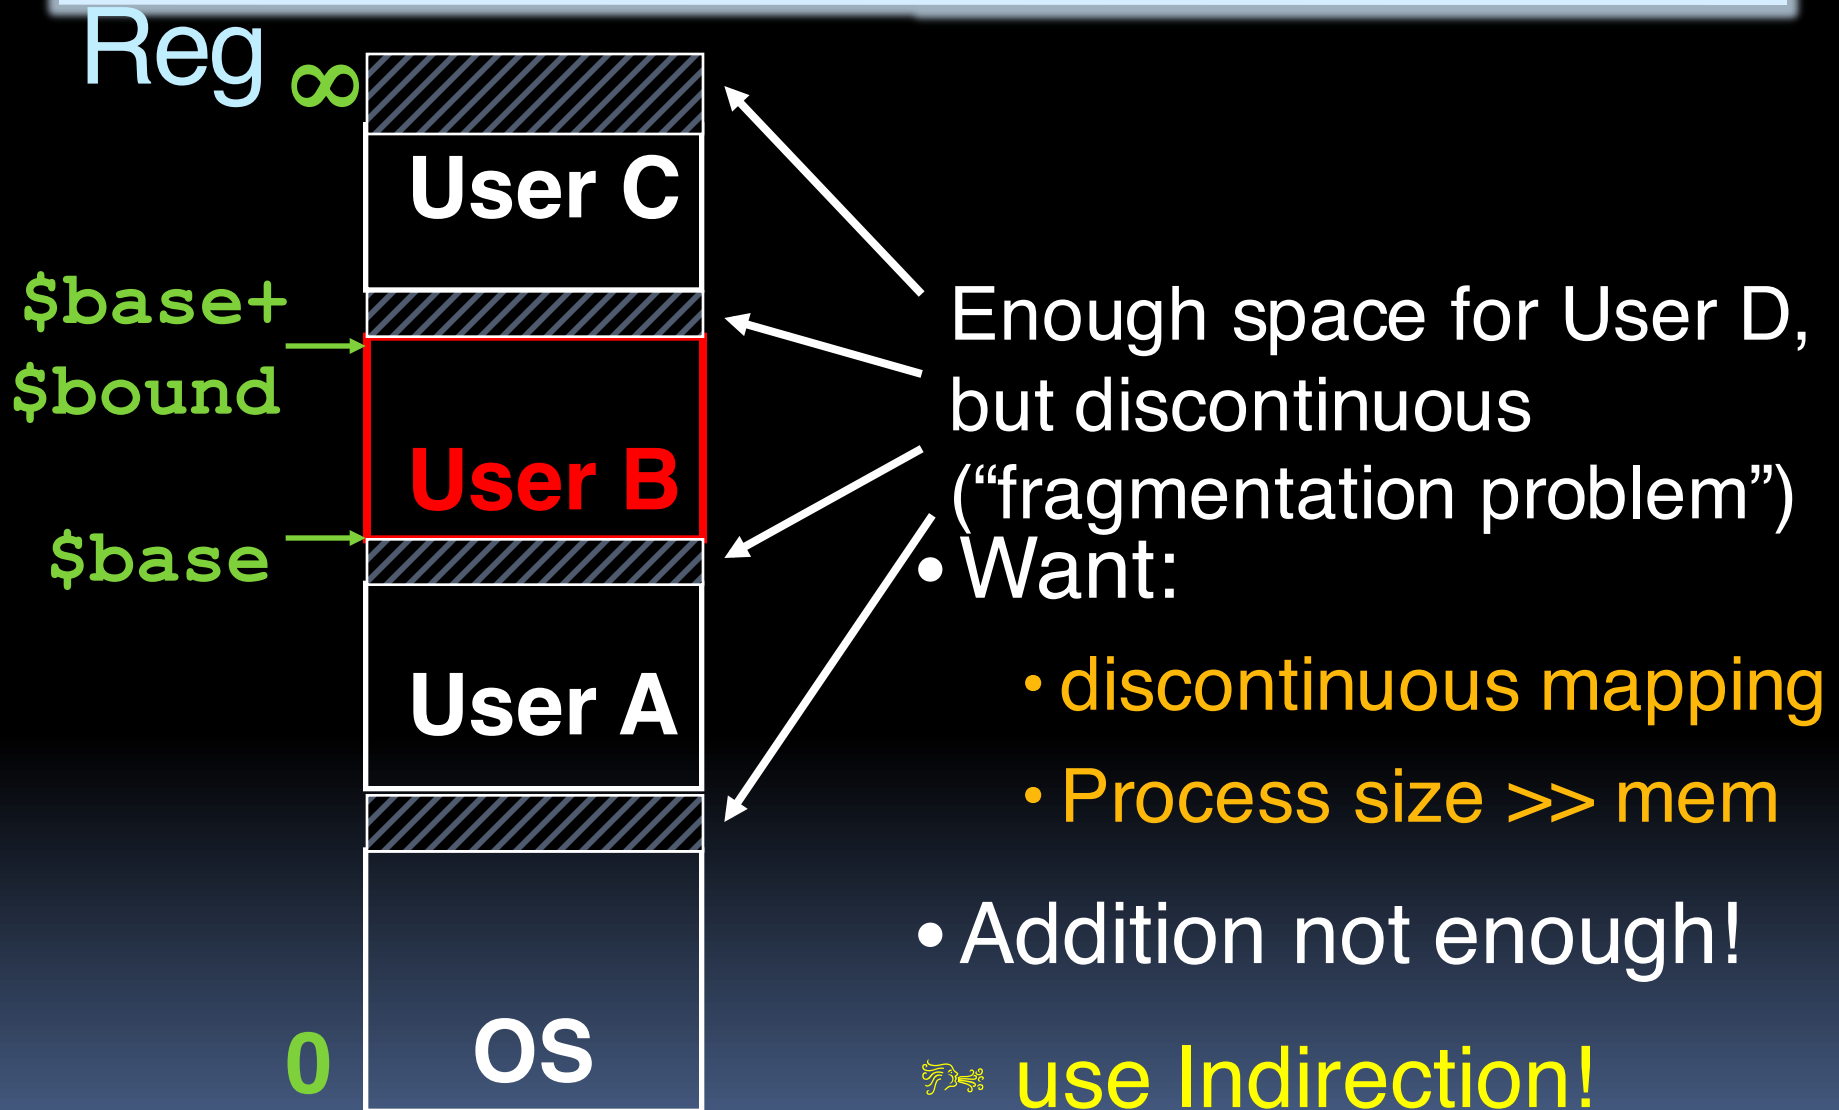 Reg
∞
User C
$base+
$bound
User B
$base
User A
0
OS
Enough space for User D,
but discontinuous
(“fragmentation problem”)
• Want:
• discontinuous mapping
• Process size >> mem
• Addition not enough!
use Indirection!